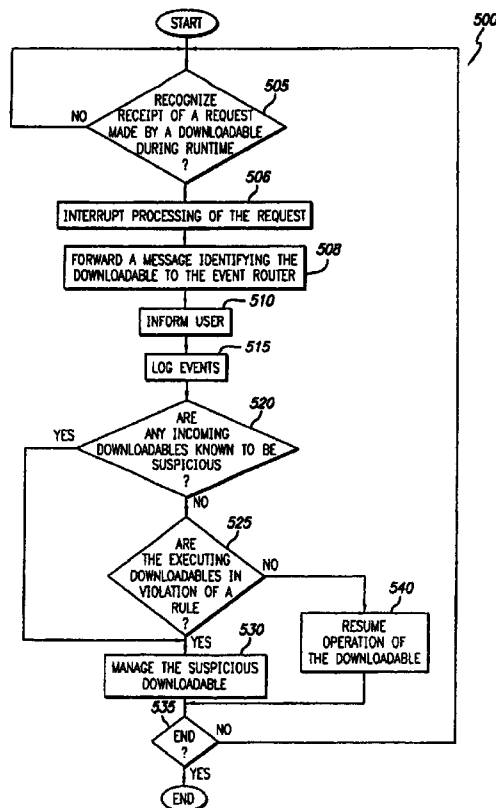 START
500
505
RECOGNIZE
RECEIPT OF A REQUEST
MADE BY A DOWNLOADABLE
DURING RUNTIME
?
NO
506
INTERRUPT PROCESSING OF THE REQUEST
FORWARD A MESSAGE IDENTIFYING THE
DOWNLOADABLE TO THE EVENT ROUTER
508
510
INFORM USER
515
LOG EVENTS
520
ARE
ANY INCOMING
DOWNLOADABLES KNOWN TO BE
SUSPICIOUS
?
YES
NO
525
ARE
THE EXECUTING
DOWNLOADABLES IN
VIOLATION OF A
RULE
?
NO
YES
540
RESUME
OPERATION OF
THE DOWNLOADABLE
530
MANAGE THE SUSPICIOUS
DOWNLOADABLE
535
END
?
NO
YES
END